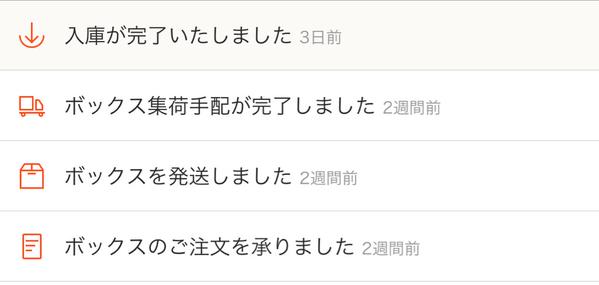 入庫が完了いたしました 3日前
ボックス集荷手配が完了しました 2週間前
ボックスを発送しました 2週間前
ボックスのご注文を承りました 2週間前